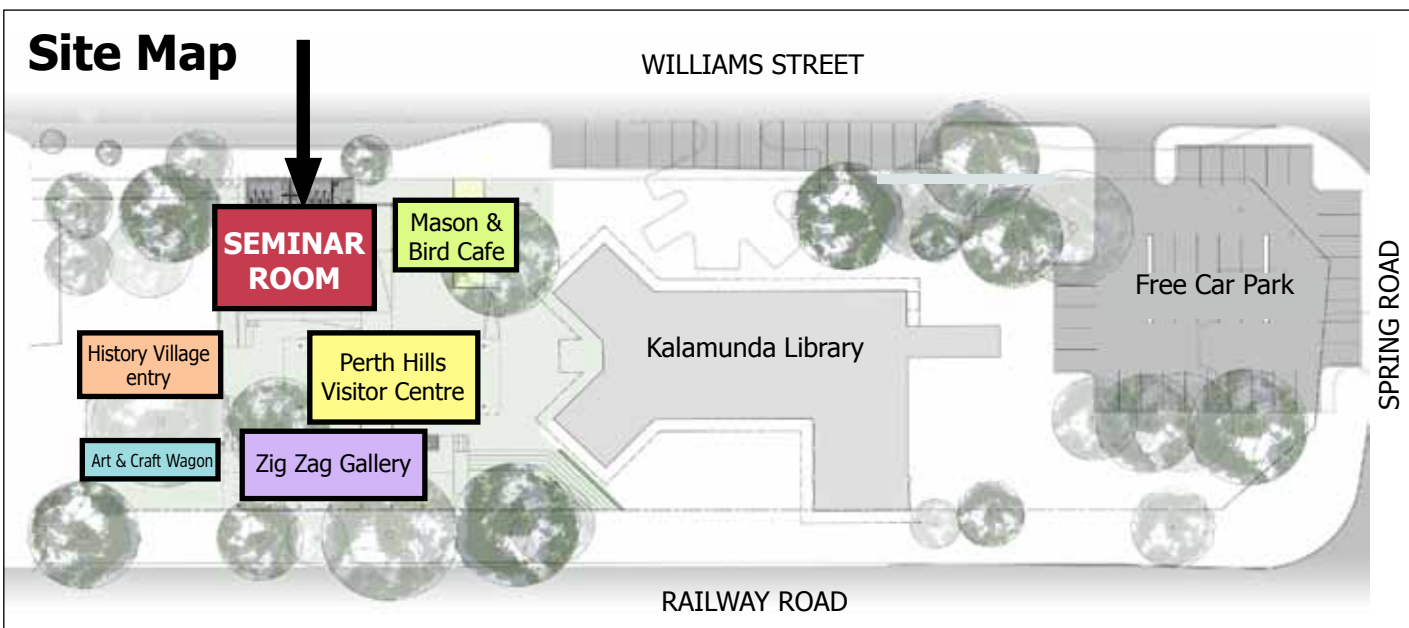 Site Map
WILLIAMS STREET
SEMINAR
ROOM
Mason &
Bird Cafe
Free Car Park
SPRING ROAD
Kalamunda Library
History Village
entry
Perth Hills
Visitor Centre
Art & Craft Wagon
Zig Zag Gallery
RAILWAY ROAD